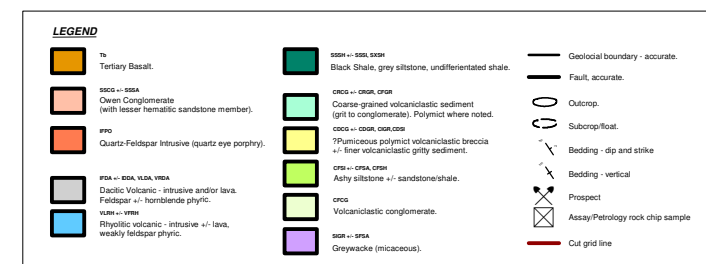 LEGEND
Tb
Tertiary Basalt.
SSCG +/- SSSA
Owen Conglomerate
(with lesser hematitic sandstone member).
IFPO
Quartz-Feldspar Intrusive (quartz eye porphry).
IFDA +/- IDDA, VLDA, VRDA
Dacitic Volcanic - intrusive and/or lava.
Feldspar +/- hornblende phyric.
VLRH +/- VFRH
Rhyolitic volcanic - intrusive +/- lava,
weakly feldspar phyric.
SSSH +/- SSSI, SXSH
Black Shale, grey siltstone, undifferientated shale.
CRCG +/- CRGR, CFGR
Coarse-grained volcaniclastic sediment
(grit to conglomerate). Polymict where noted.
CDCG +/- CDGR, CIGR,CDSI
?Pumiceous polymict volcaniclastic breccia
+/- finer volcaniclastic gritty sediment.
CFSI +/- CFSA, CFSH
Ashy siltstone +/- sandstone/shale.
CFCG
Volcaniclastic conglomerate.
SIGR +/- SFSA
Greywacke (micaceous).
Geolocial boundary - accurate.
Fault, accurate.
Outcrop.
Subcrop/float.
Bedding - dip and strike
Bedding - vertical
Prospect
Assay/Petrology rock chip sample
Cut grid line